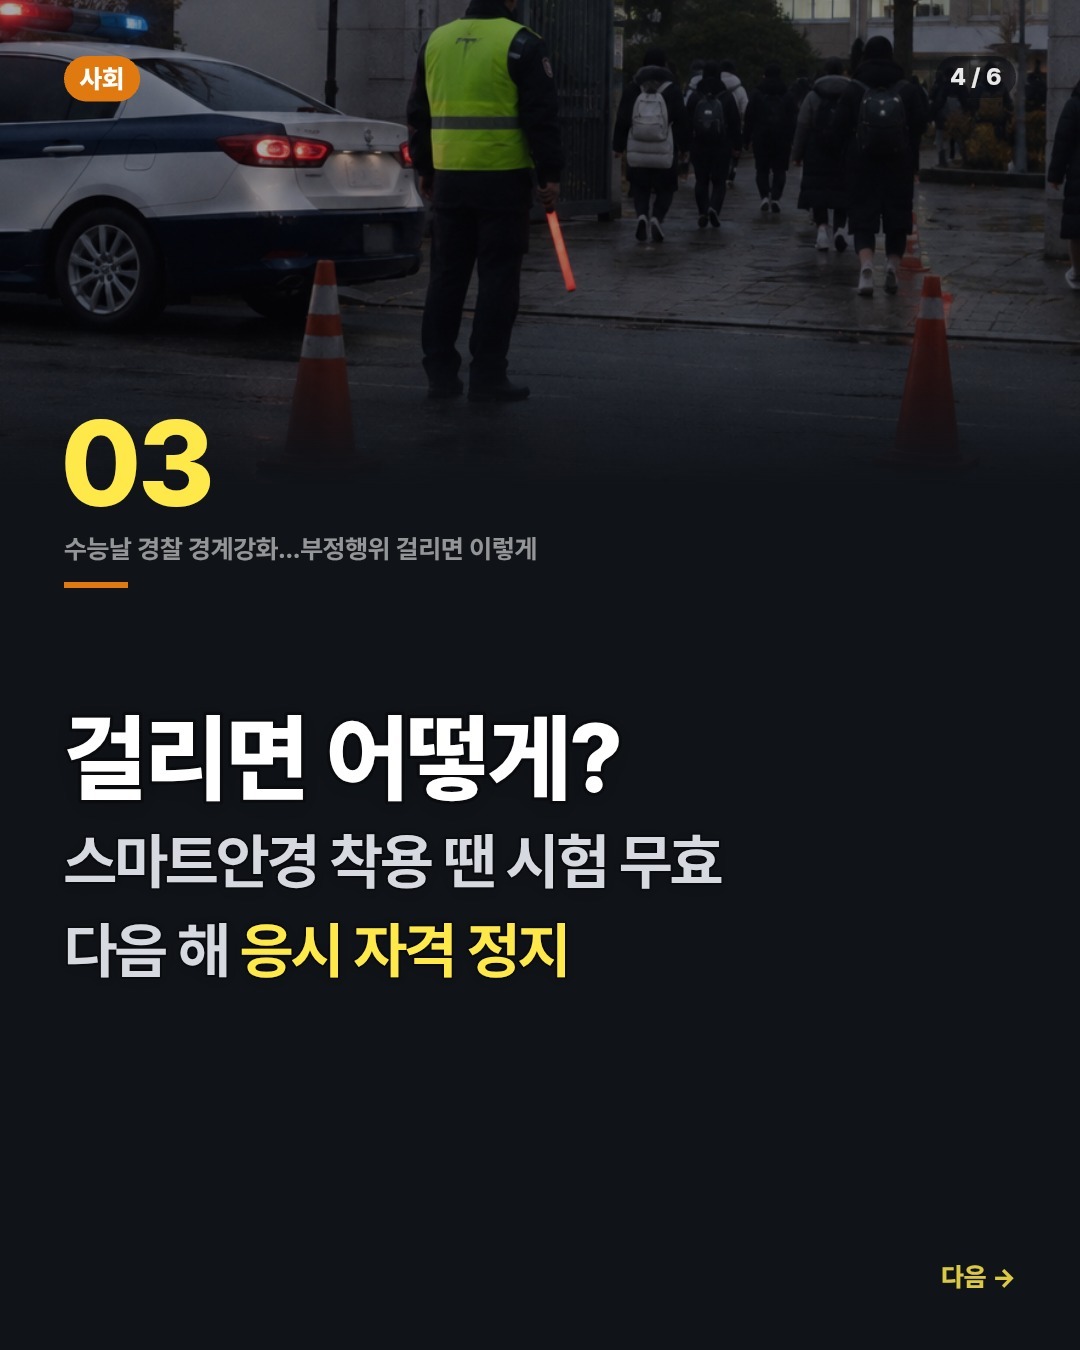 사회
4 / 6
03
수능날 경찰 경계강화...부정행위 걸리면 이렇게
걸리면 어떻게?
스마트안경 착용 땐 시험 무효
다음 해 응시 자격 정지
다음 →